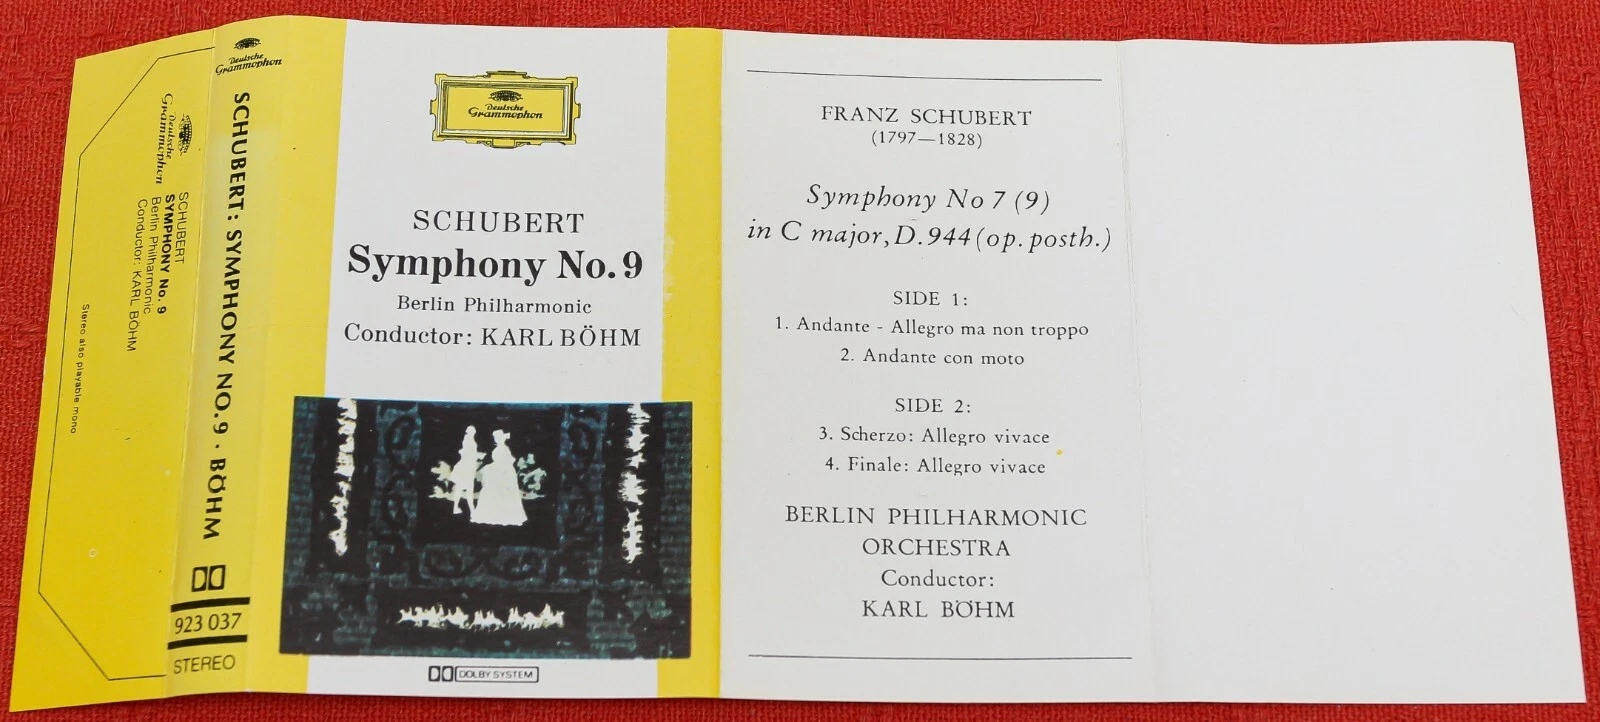 Deutsche
Grammophon
SCHUBERT
SYMPHONY No. 9
Berlin Philharmonic
Conductor: KARL BÖHM
Stereo also playable mono
Deutsche
Grammophon
SCHUBERT: SYMPHONY NO. 9 · BÖHM
923 037
STEREO
Deutsche
Grammophon
SCHUBERT
Symphony No. 9
Berlin Philharmonic
Conductor: KARL BÖHM
DOLBY SYSTEM
FRANZ SCHUBERT
(1797—1828)
Symphony No 7 (9)
in C major, D. 944 (op. posth.)
SIDE 1:
1. Andante - Allegro ma non troppo
2. Andante con moto
SIDE 2:
3. Scherzo: Allegro vivace
4. Finale: Allegro vivace
BERLIN PHILHARMONIC
ORCHESTRA
Conductor:
KARL BÖHM